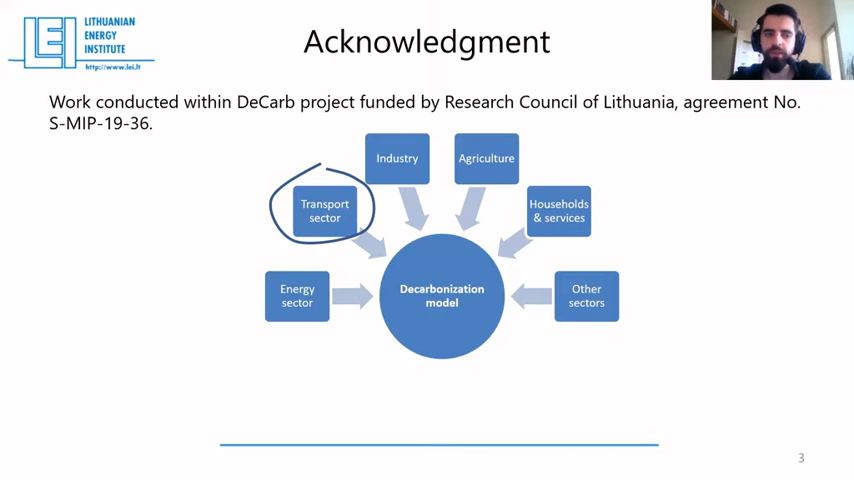 LITHUANIAN
ENERGY
INSTITUTE
LEI
http://www.lei.lt
Acknowledgment
Work conducted within DeCarb project funded by Research Council of Lithuania, agreement No.
S-MIP-19-36.
Industry
Agriculture
Transport
sector
Households
& services
Energy
sector
Decarbonization
model
Other
sectors
3